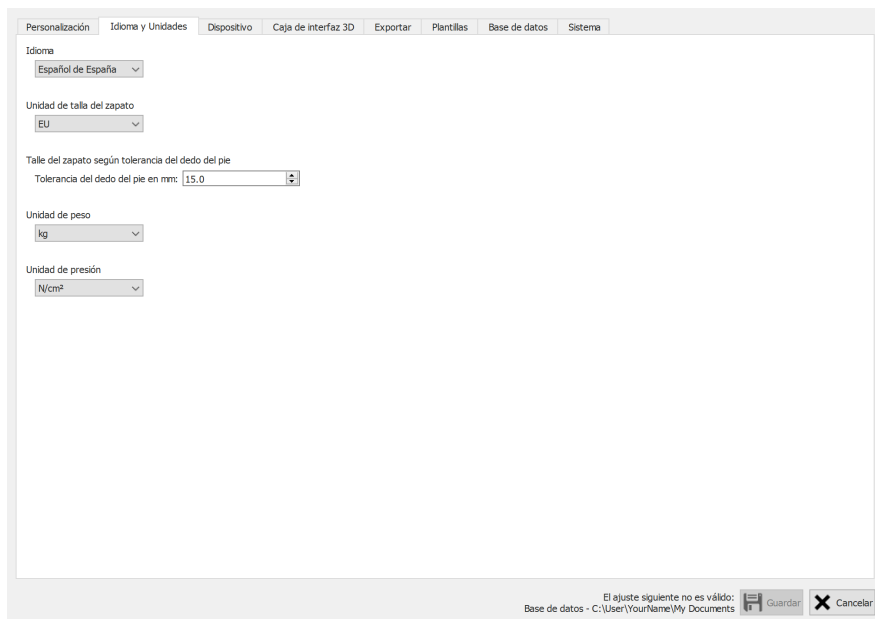 Personalización Idioma y Unidades Dispositivo Caja de interfaz 3D Exportar Plantillas Base de datos Sistema
Idioma
Español de España
Unidad de talla del zapato
EU
Talle del zapato según tolerancia del dedo del pie
Tolerancia del dedo del pie en mm: 15.0
Unidad de peso
kg
Unidad de presión
N/cm²
El ajuste siguiente no es válido:
Base de datos - C:\User\YourName\My Documents
Guardar
Cancelar